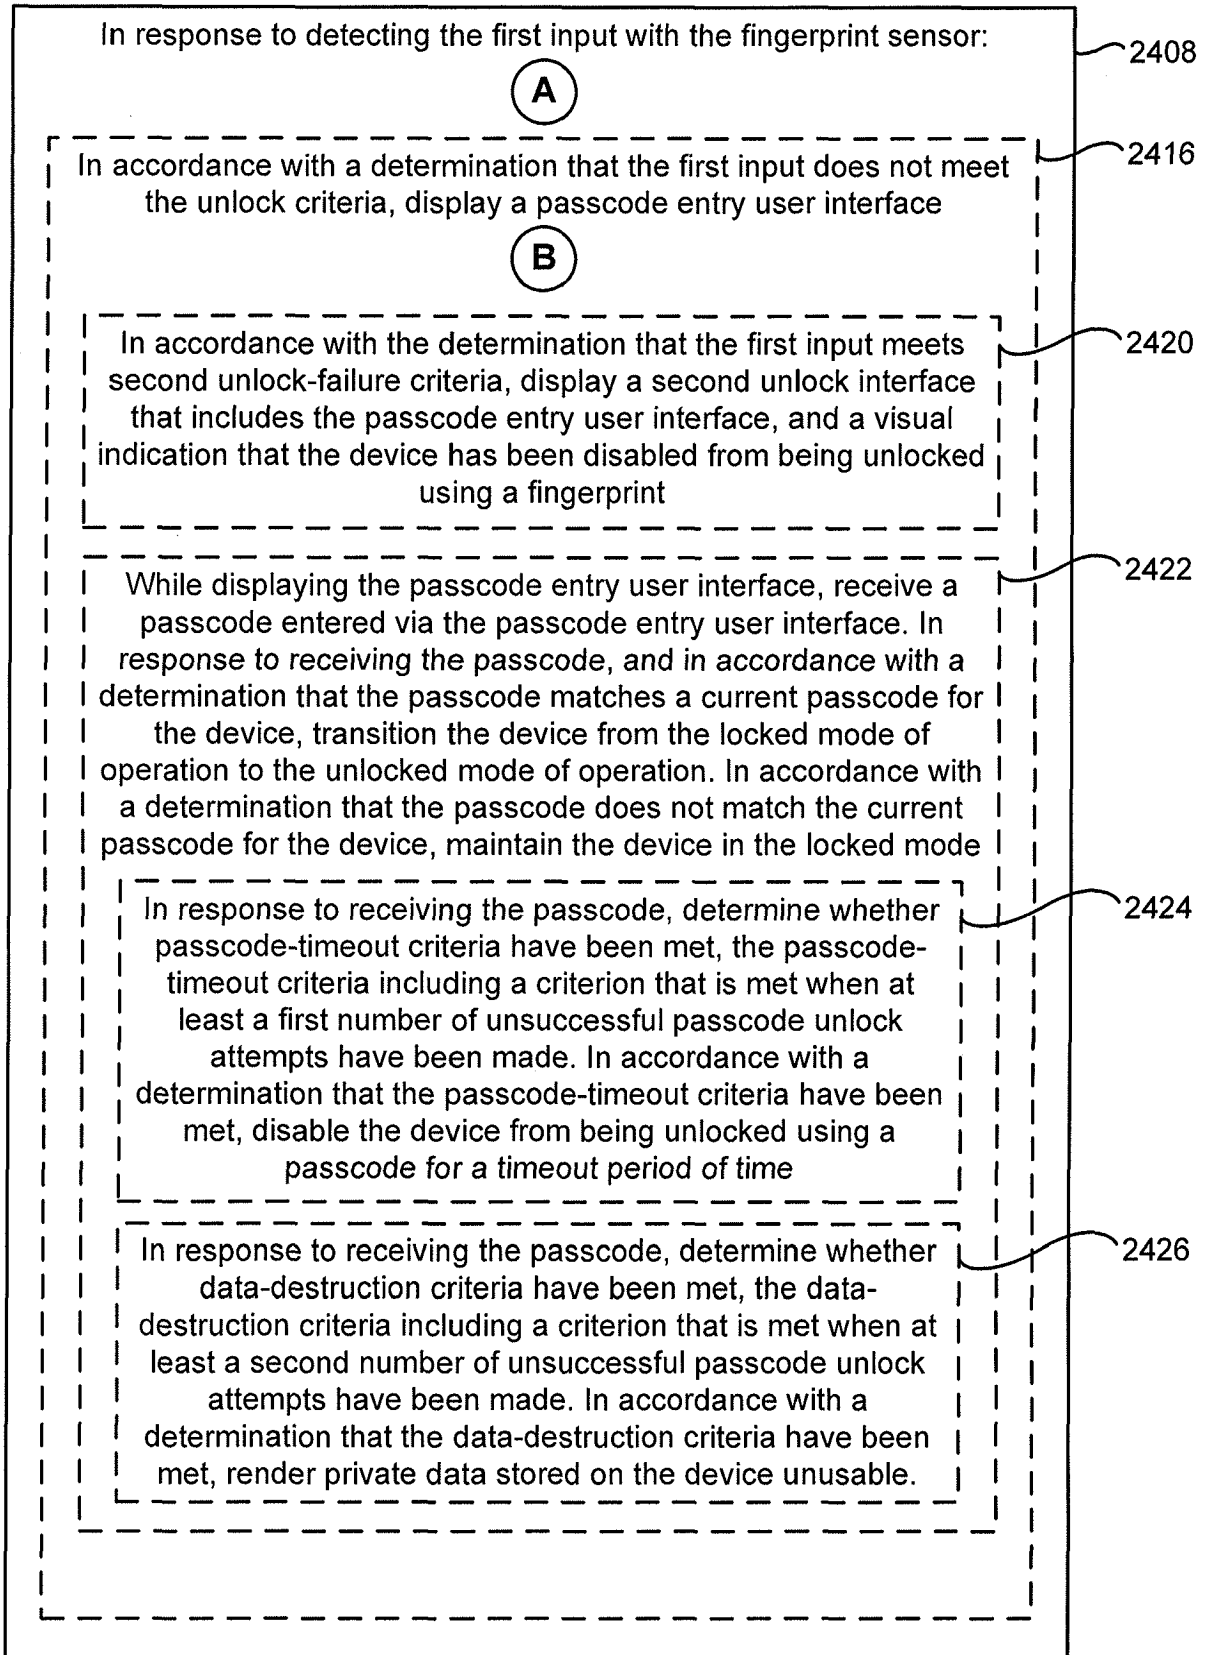 In response to detecting the first input with the fingerprint sensor:
2408
A
In accordance with a determination that the first input does not meet
the unlock criteria, display a passcode entry user interface
2416
B
In accordance with the determination that the first input meets
second unlock-failure criteria, display a second unlock interface
that includes the passcode entry user interface, and a visual
indication that the device has been disabled from being unlocked
using a fingerprint
2420
While displaying the passcode entry user interface, receive a
passcode entered via the passcode entry user interface. In
response to receiving the passcode, and in accordance with a
determination that the passcode matches a current passcode for
the device, transition the device from the locked mode of
operation to the unlocked mode of operation. In accordance with
a determination that the passcode does not match the current
passcode for the device, maintain the device in the locked mode
2422
In response to receiving the passcode, determine whether
passcode-timeout criteria have been met, the passcode-
timeout criteria including a criterion that is met when at
least a first number of unsuccessful passcode unlock
attempts have been made. In accordance with a
determination that the passcode-timeout criteria have been
met, disable the device from being unlocked using a
passcode for a timeout period of time
2424
In response to receiving the passcode, determine whether
data-destruction criteria have been met, the data-
destruction criteria including a criterion that is met when at
least a second number of unsuccessful passcode unlock
attempts have been made. In accordance with a
determination that the data-destruction criteria have been
met, render private data stored on the device unusable.
2426